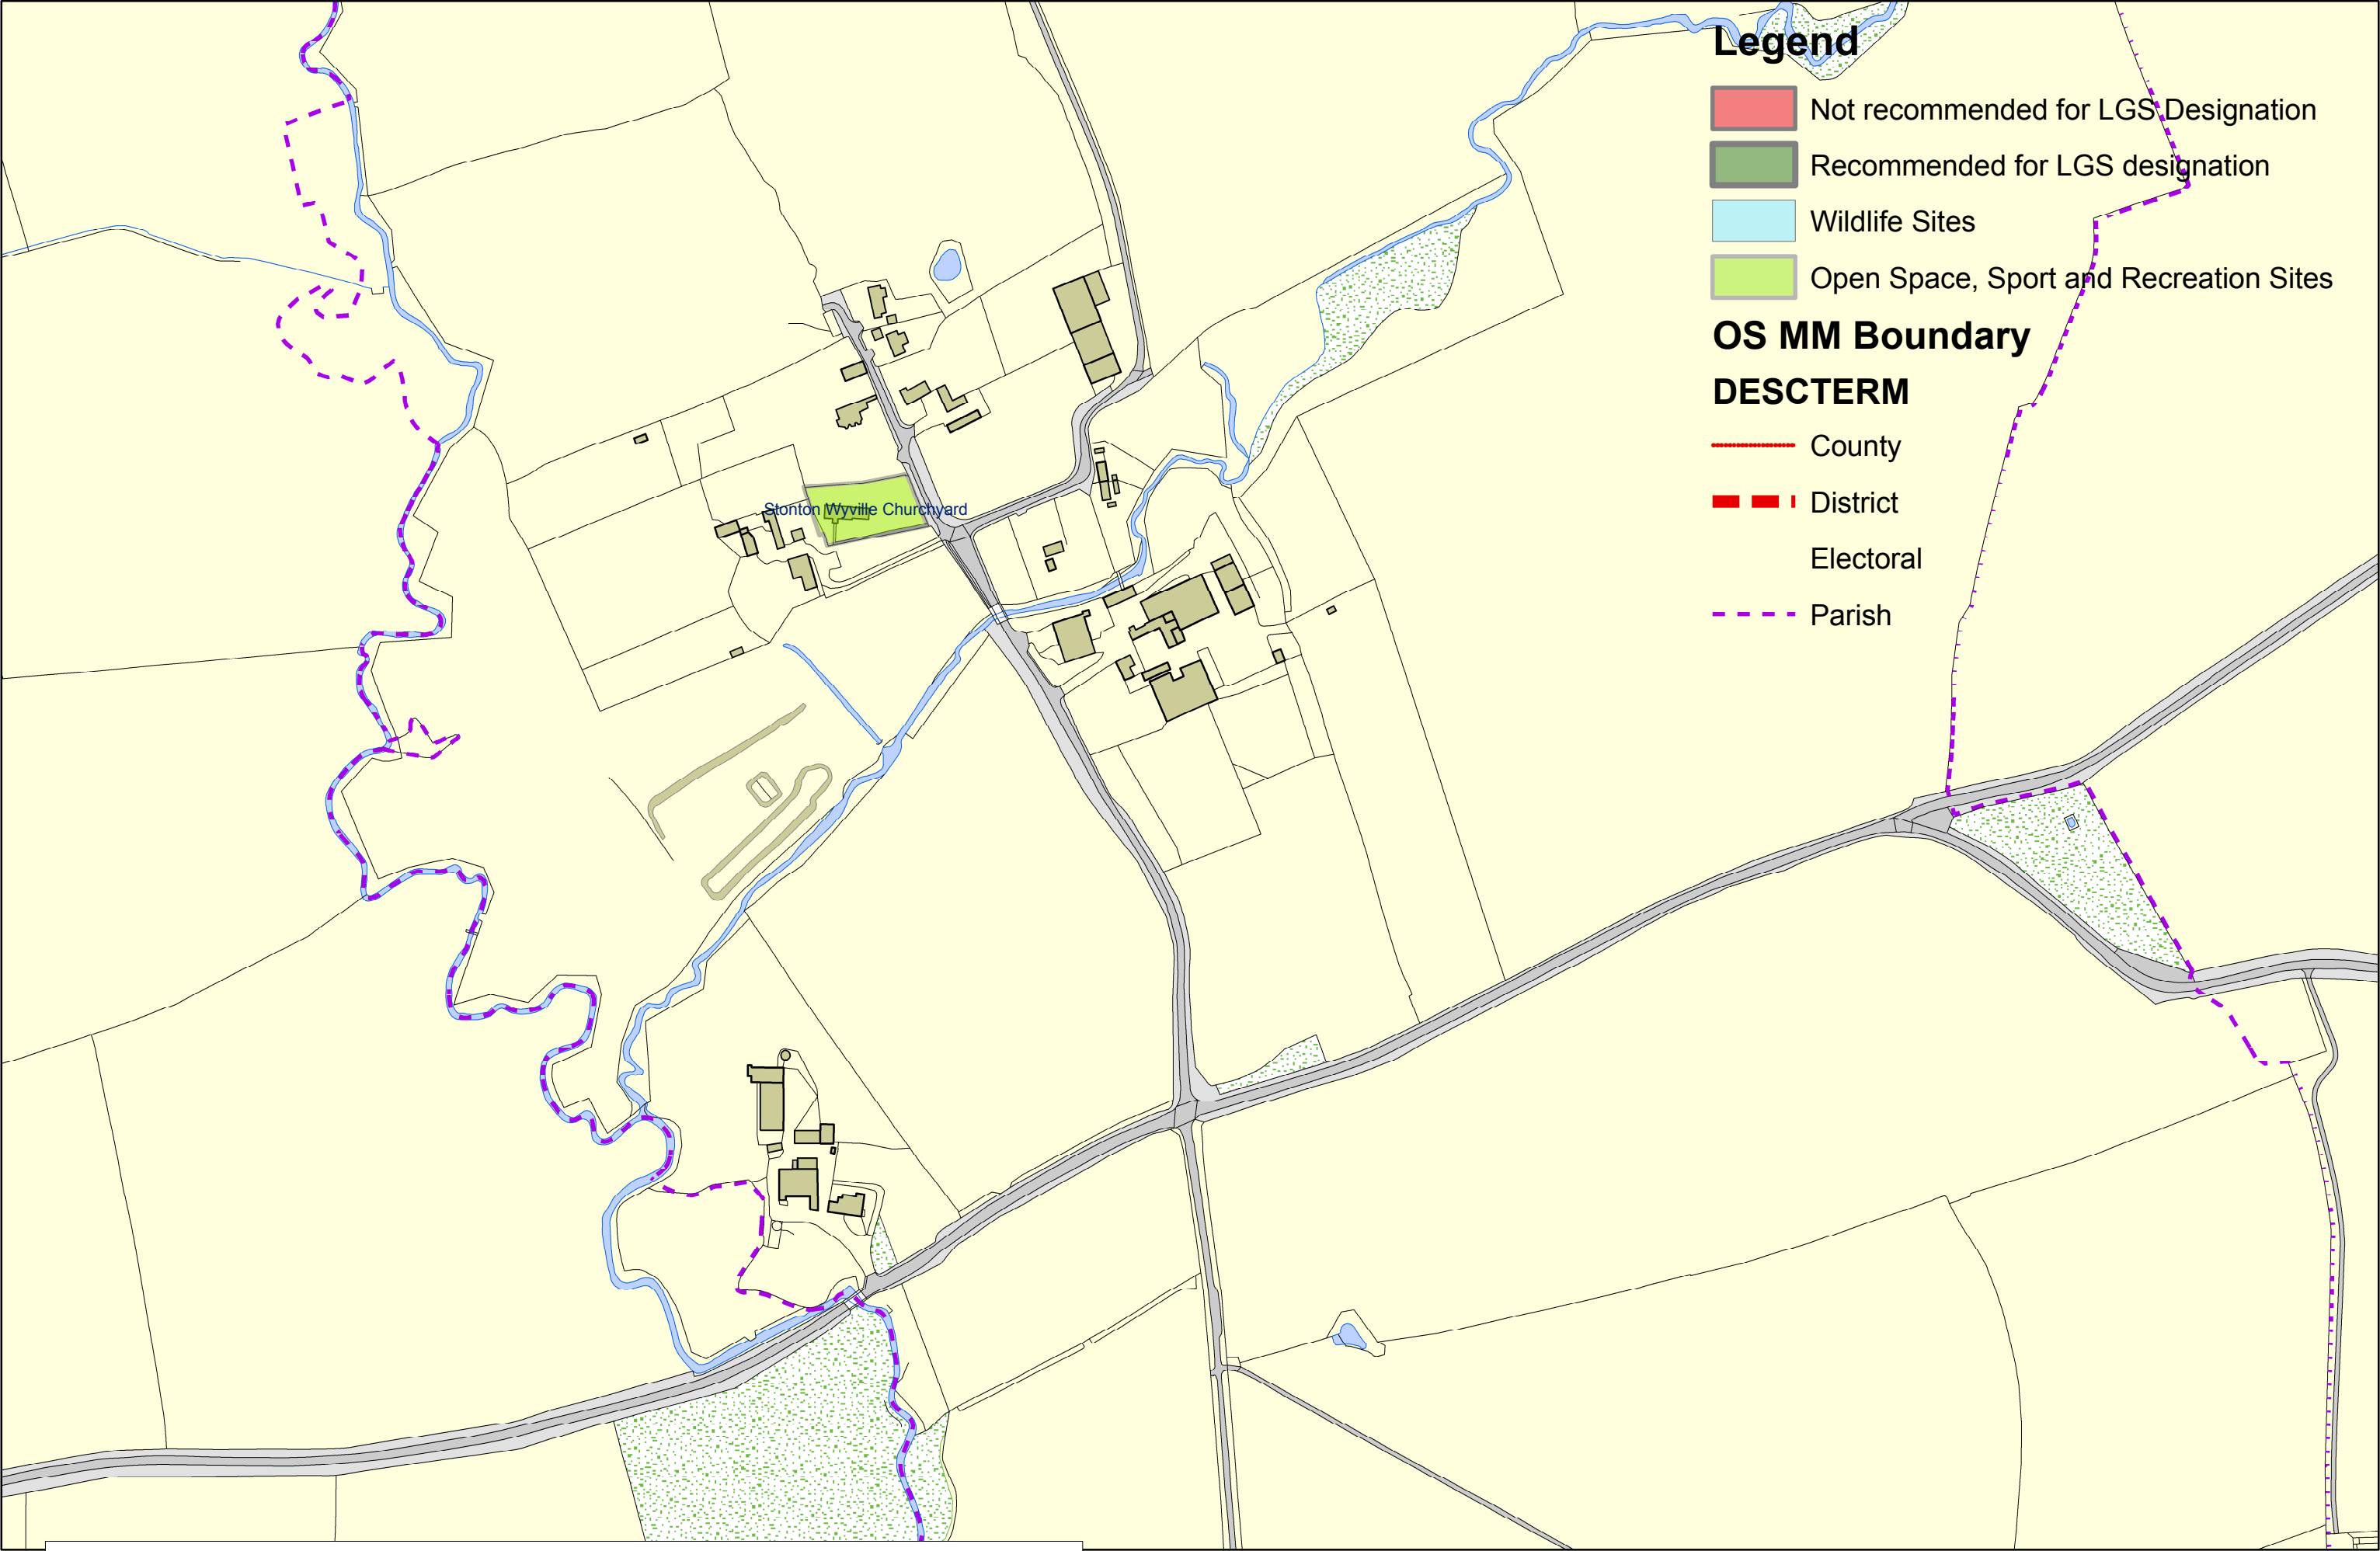 Legend
Not recommended for LGS Designation
Recommended for LGS designation
Wildlife Sites
Open Space, Sport and Recreation Sites
OS MM Boundary
DESCTERM
County
District
Electoral
Parish
Stonton Wyville Churchyard